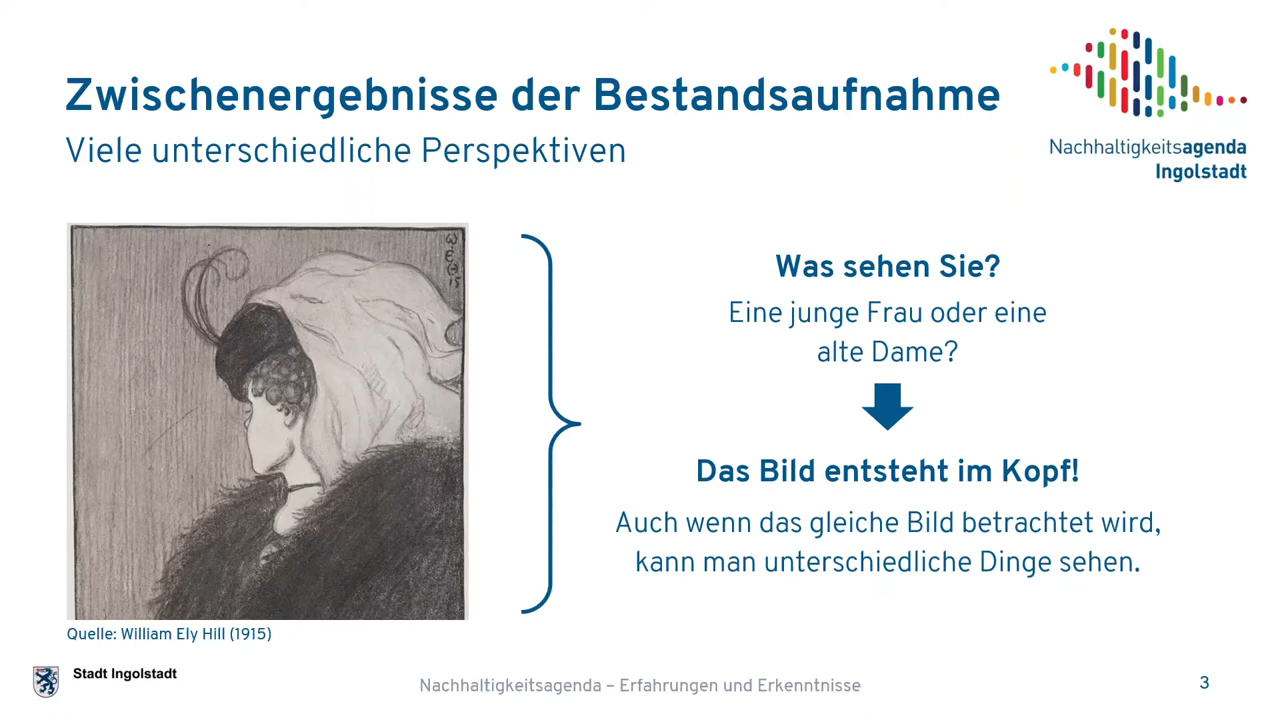 Zwischenergebnisse der Bestandsaufnahme
Viele unterschiedliche Perspektiven
Nachhaltigkeitsagenda
Ingolstadt
W
E
H
15
Was sehen Sie?
Eine junge Frau oder eine
alte Dame?
Das Bild entsteht im Kopf!
Auch wenn das gleiche Bild betrachtet wird,
kann man unterschiedliche Dinge sehen.
Quelle: William Ely Hill (1915)
Stadt Ingolstadt
Nachhaltigkeitsagenda – Erfahrungen und Erkenntnisse
3